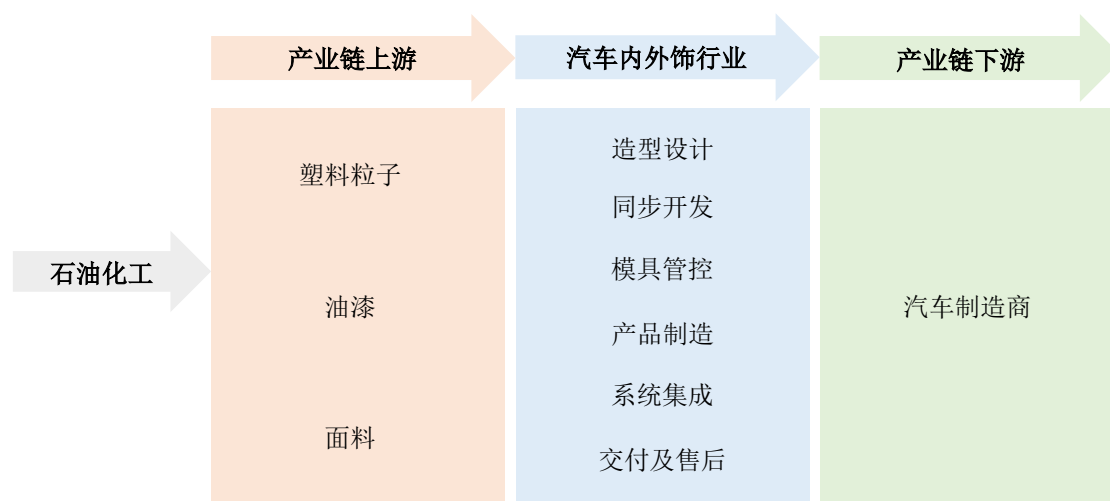 产业链上游
汽车内外饰行业
产业链下游
石油化工
塑料粒子
油漆
面料
造型设计
同步开发
模具管控
产品制造
系统集成
交付及售后
汽车制造商